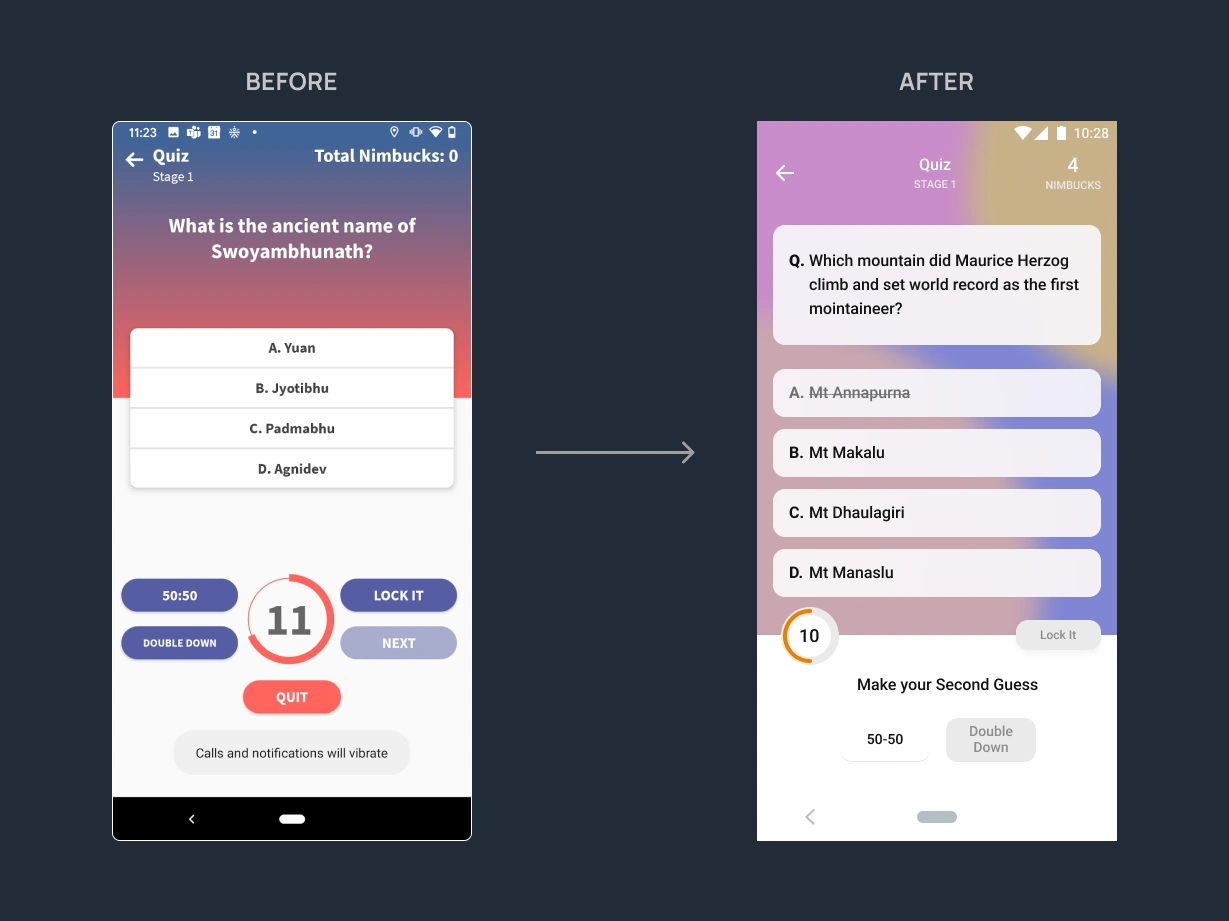 BEFORE
11:23
31
Quiz
Total Nimbucks: 0
Stage 1
What is the ancient name of
Swoyambhunath?
A. Yuan
B. Jyotibhu
C. Padmabhu
D. Agnidev
50:50
11
LOCK IT
DOUBLE DOWN
NEXT
QUIT
Calls and notifications will vibrate
AFTER
10:28
Quiz
4
STAGE 1
NIMBUCKS
Q. Which mountain did Maurice Herzog
climb and set world record as the first
mointaineer?
A. Mt Annapurna
B. Mt Makalu
C. Mt Dhaulagiri
D. Mt Manaslu
10
Lock It
Make your Second Guess
50-50
Double
Down